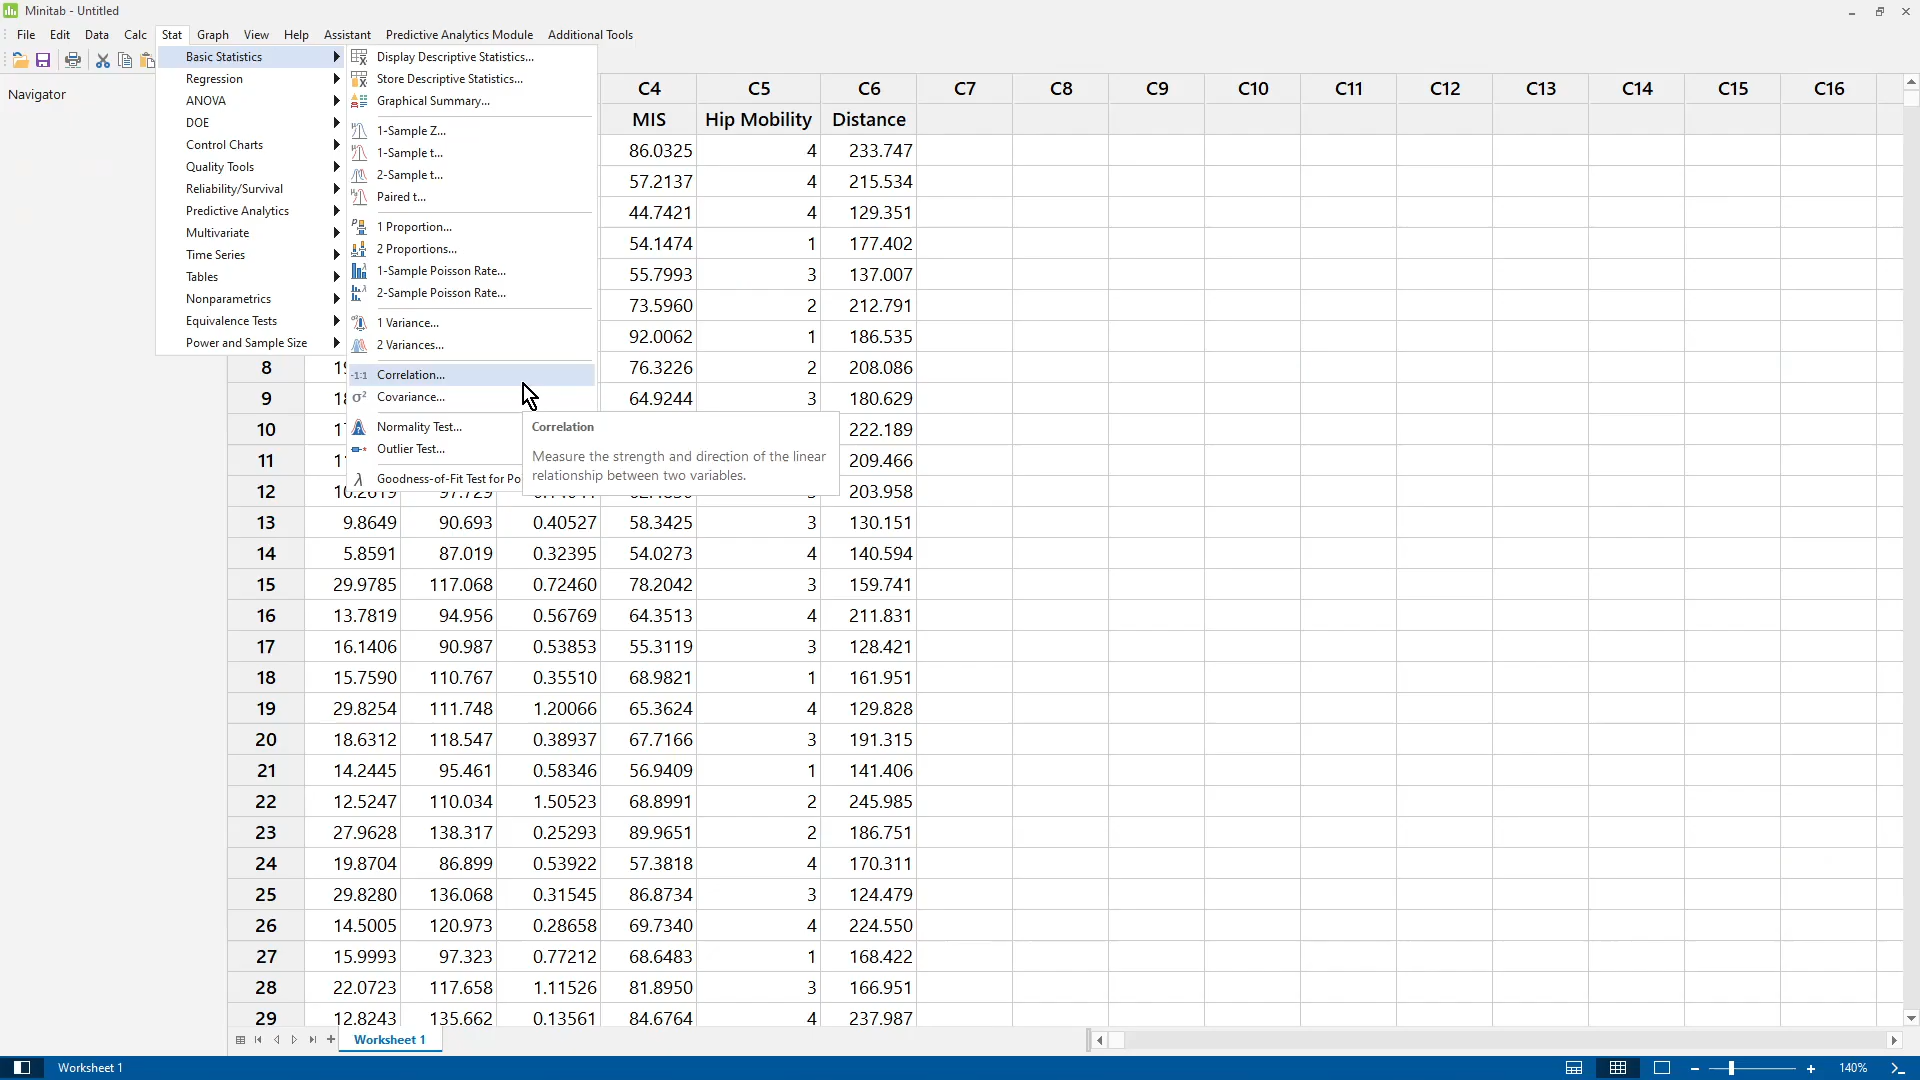 Minitab - Untitled
File Edit Data Calc Stat Graph View Help Assistant Predictive Analytics Module Additional Tools
Navigator
Basic Statistics
Regression
ANOVA
DOE
Control Charts
Quality Tools
Reliability/Survival
Predictive Analytics
Multivariate
Time Series
Tables
Nonparametrics
Equivalence Tests
Power and Sample Size
Display Descriptive Statistics...
Store Descriptive Statistics...
Graphical Summary...
1-Sample Z...
1-Sample t...
2-Sample t...
Paired t...
1 Proportion...
2 Proportions...
1-Sample Poisson Rate...
2-Sample Poisson Rate...
1 Variance...
2 Variances...
-1:1 Correlation...
σ² Covariance...
Normality Test...
Outlier Test...
λ Goodness-of-Fit Test for Po
Correlation
Measure the strength and direction of the linear
relationship between two variables.
C4 C5 C6 C7 C8 C9 C10 C11 C12 C13 C14 C15 C16
MIS Hip Mobility Distance
86.0325 4 233.747
57.2137 4 215.534
44.7421 4 129.351
54.1474 1 177.402
55.7993 3 137.007
73.5960 2 212.791
92.0062 1 186.535
8 76.3226 2 208.086
9 64.9244 3 180.629
10 222.189
11 209.466
12 203.958
13 9.8649 90.693 0.40527 58.3425 3 130.151
14 5.8591 87.019 0.32395 54.0273 4 140.594
15 29.9785 117.068 0.72460 78.2042 3 159.741
16 13.7819 94.956 0.56769 64.3513 4 211.831
17 16.1406 90.987 0.53853 55.3119 3 128.421
18 15.7590 110.767 0.35510 68.9821 1 161.951
19 29.8254 111.748 1.20066 65.3624 4 129.828
20 18.6312 118.547 0.38937 67.7166 3 191.315
21 14.2445 95.461 0.58346 56.9409 1 141.406
22 12.5247 110.034 1.50523 68.8991 2 245.985
23 27.9628 138.317 0.25293 89.9651 2 186.751
24 19.8704 86.899 0.53922 57.3818 4 170.311
25 29.8280 136.068 0.31545 86.8734 3 124.479
26 14.5005 120.973 0.28658 69.7340 4 224.550
27 15.9993 97.323 0.77212 68.6483 1 168.422
28 22.0723 117.658 1.11526 81.8950 3 166.951
29 12.8243 135.662 0.13561 84.6764 4 237.987
Worksheet 1
Worksheet 1
140%